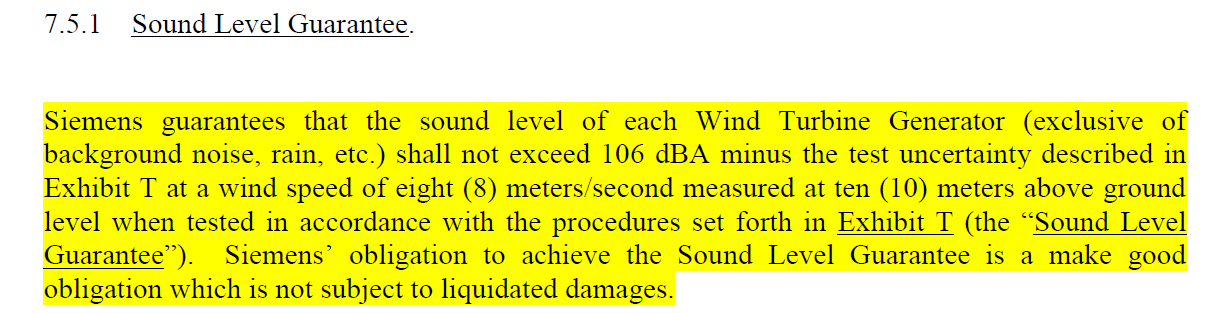 7.5.1 Sound Level Guarantee.
Siemens guarantees that the sound level of each Wind Turbine Generator (exclusive of
background noise, rain, etc.) shall not exceed 106 dBA minus the test uncertainty described in
Exhibit T at a wind speed of eight (8) meters/second measured at ten (10) meters above ground
level when tested in accordance with the procedures set forth in Exhibit T (the “Sound Level
Guarantee”). Siemens’ obligation to achieve the Sound Level Guarantee is a make good
obligation which is not subject to liquidated damages.